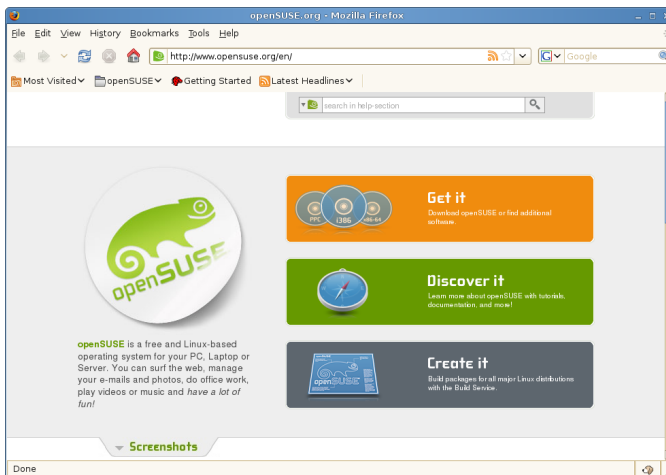 openSUSE.org - Mozilla Firefox
File Edit View History Bookmarks Tools Help
http://www.opensuse.org/en/
G Google
Most Visited openSUSE Getting Started Latest Headlines
search in help-section
openSUSE
PPC i386 x86-64
Get it
Download openSUSE or find additional
software.
Discover it
Learn more about openSUSE with tutorials,
documentation, and more!
openSUSE
Create it
Build packages for all major Linux distributions
with the Build Service.
openSUSE is a free and Linux-based
operating system for your PC, Laptop or
Server. You can surf the web, manage
your e-mails and photos, do office work,
play videos or music and have a lot of
fun!
Screenshots
Done